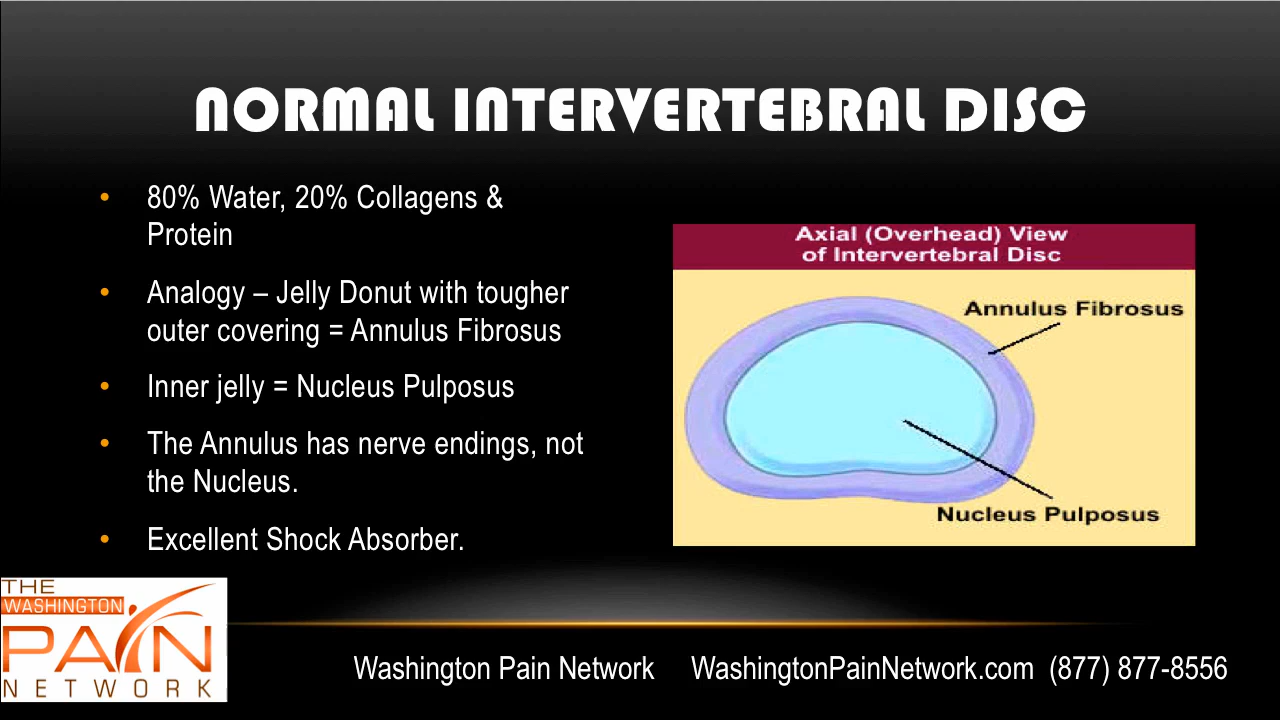 NORMAL INTERVERTEBRAL DISC
• 80% Water, 20% Collagens &
Protein
• Analogy – Jelly Donut with tougher
outer covering = Annulus Fibrosus
• Inner jelly = Nucleus Pulposus
• The Annulus has nerve endings, not
the Nucleus.
• Excellent Shock Absorber.
Axial (Overhead) View
of Intervertebral Disc
Annulus Fibrosus
Nucleus Pulposus
THE
WASHINGTON
PAIN
NETWORK
Washington Pain Network WashingtonPainNetwork.com (877) 877-8556